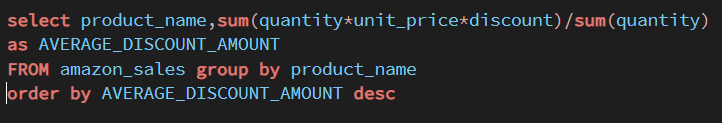 select product_name,sum(quantity*unit_price*discount)/sum(quantity)
as AVERAGE_DISCOUNT_AMOUNT
FROM amazon_sales group by product_name
order by AVERAGE_DISCOUNT_AMOUNT desc